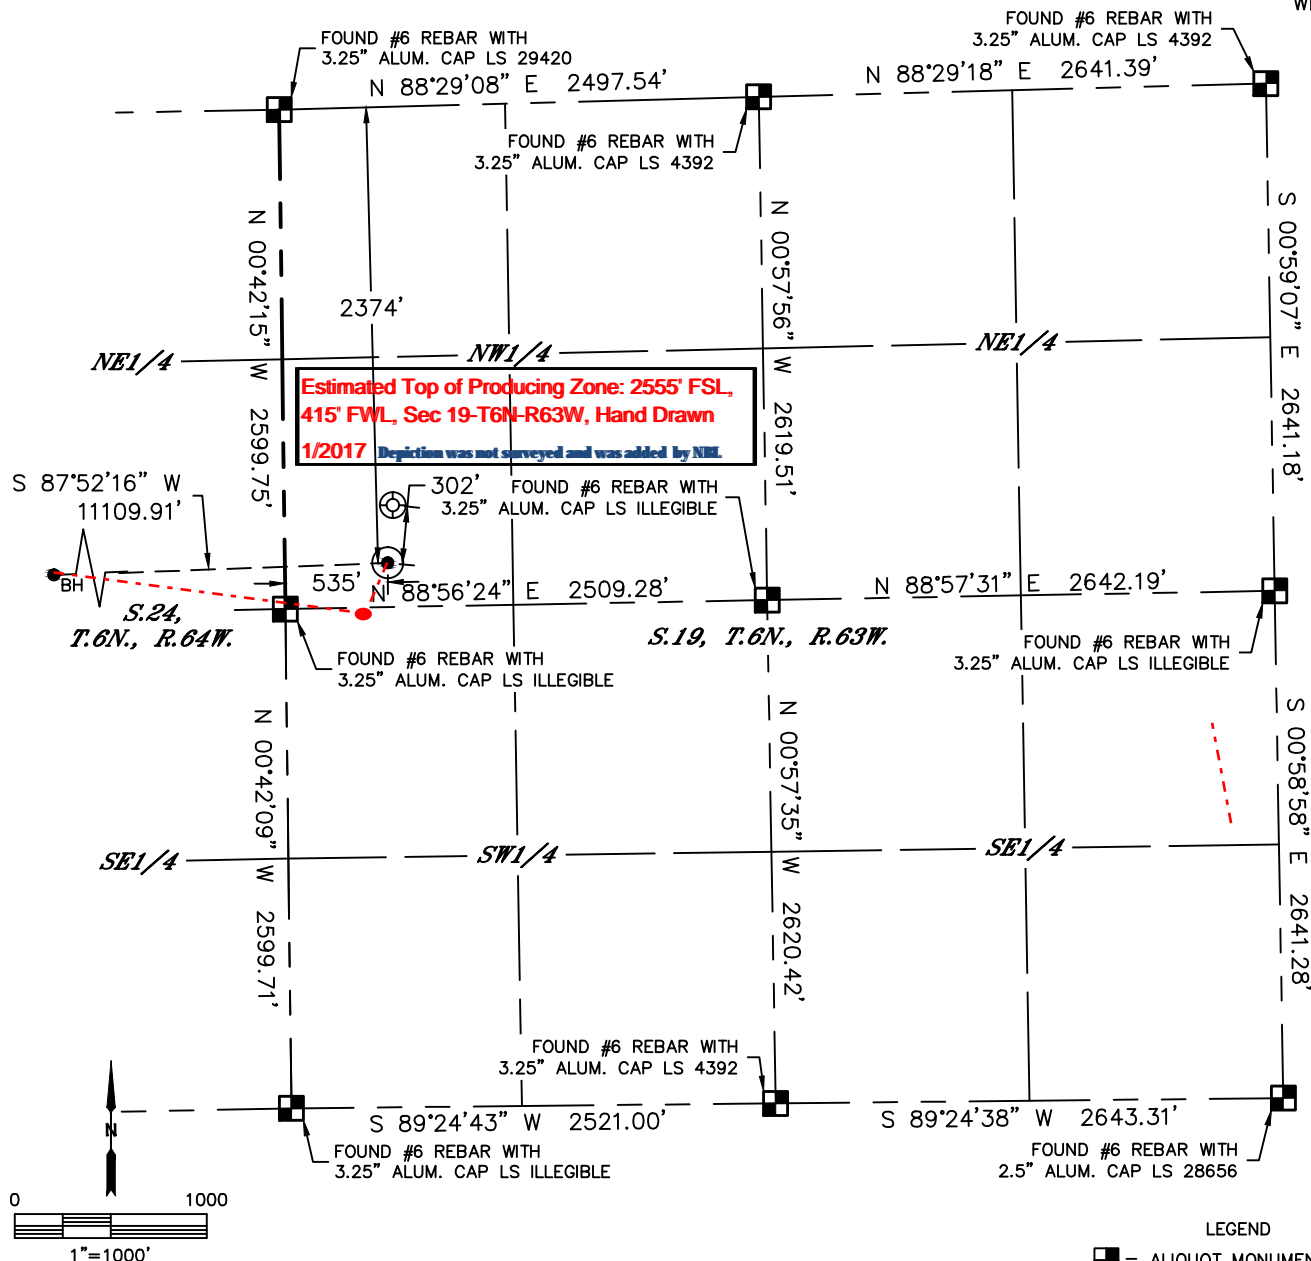 FOUND #6 REBAR WITH
3.25" ALUM. CAP LS 29420
N 88°29'08" E 2497.54'
FOUND #6 REBAR WITH
3.25" ALUM. CAP LS 4392
N 88°29'18" E 2641.39'
FOUND #6 REBAR WITH
3.25" ALUM. CAP LS 4392
N 00°42'15" W 2599.75'
2374'
N 00°57'56" W 2619.51'
S 00°59'07" E 2641.18'
NE1/4
NW1/4
NE1/4
Estimated Top of Producing Zone: 2555' FSL,
415' FWL, Sec 19-T6N-R63W, Hand Drawn
1/2017 Depiction was not surveyed and was added by NRL
S 87°52'16" W
11109.91'
302'
FOUND #6 REBAR WITH
3.25" ALUM. CAP LS ILLEGIBLE
BH
535'
N 88°56'24" E 2509.28'
N 88°57'31" E 2642.19'
S.24,
T.6N., R.64W.
S.19, T.6N., R.63W.
FOUND #6 REBAR WITH
3.25" ALUM. CAP LS ILLEGIBLE
FOUND #6 REBAR WITH
3.25" ALUM. CAP LS ILLEGIBLE
N 00°42'09" W 2599.71'
N 00°57'35" W 2620.42'
S 00°58'58" E 2641.28'
SE1/4
SW1/4
SE1/4
FOUND #6 REBAR WITH
3.25" ALUM. CAP LS 4392
N
S 89°24'43" W 2521.00'
S 89°24'38" W 2643.31'
FOUND #6 REBAR WITH
3.25" ALUM. CAP LS ILLEGIBLE
FOUND #6 REBAR WITH
2.5" ALUM. CAP LS 28656
0 1000
1"=1000'
LEGEND
= ALIQUOT MONUMEN